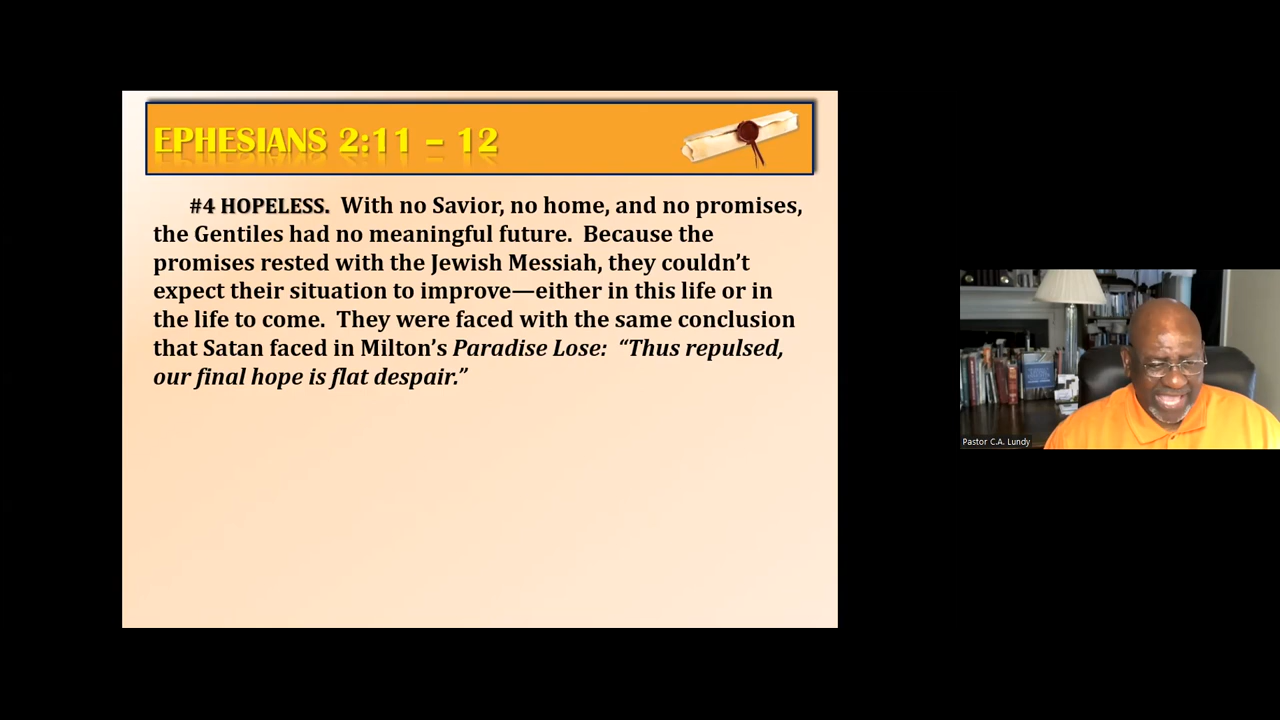 EPHESIANS 2:11 – 12
#4 HOPELESS.  With no Savior, no home, and no promises,
the Gentiles had no meaningful future.  Because the
promises rested with the Jewish Messiah, they couldn’t
expect their situation to improve—either in this life or in
the life to come.  They were faced with the same conclusion
that Satan faced in Milton’s Paradise Lose:  “Thus repulsed,
our final hope is flat despair.”
Pastor C.A. Lundy